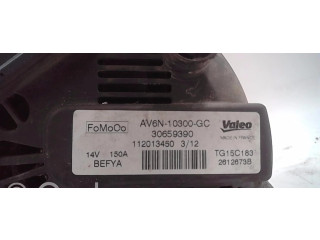 FoMoCo
AV6N-10300-GC
30659390
Valeo
112013450 3/12
14V 150A
TG15C183
BEFYA
2612673B